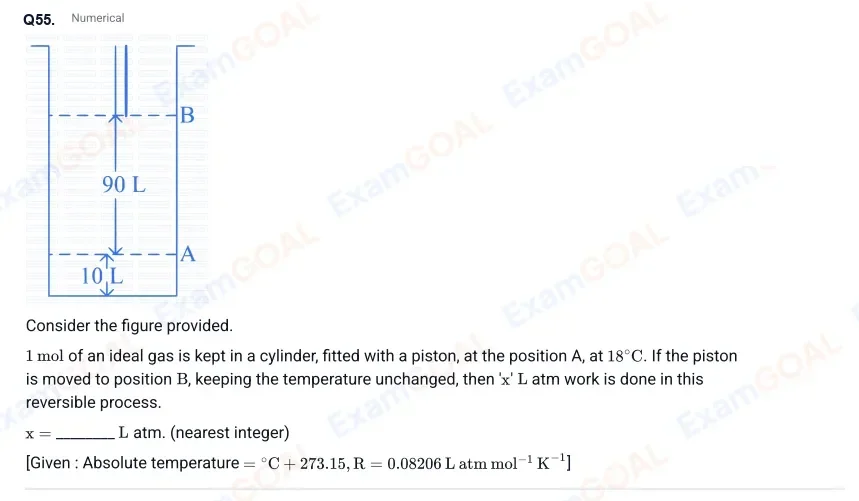 Q55. Numerical
B
90 L
A
10 L
Consider the figure provided.
1 mol of an ideal gas is kept in a cylinder, fitted with a piston, at the position A, at 18°C. If the piston
is moved to position B, keeping the temperature unchanged, then 'x' L atm work is done in this
reversible process.
x = ________ L atm. (nearest integer)
[Given : Absolute temperature = °C + 273.15, R = 0.08206 L atm mol⁻¹ K⁻¹]
ExamGOAL